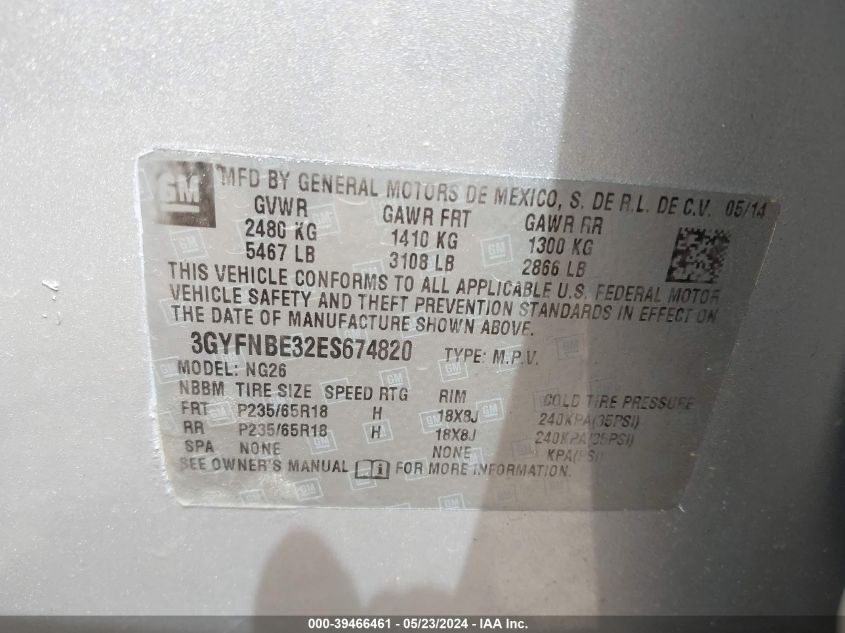 GM
MFD BY GENERAL MOTORS DE MEXICO, S. DE R.L. DE C.V. 05/14
GVWR GAWR FRT GAWR RR
2480 KG 1410 KG 1300 KG
5467 LB 3108 LB 2866 LB
THIS VEHICLE CONFORMS TO ALL APPLICABLE U.S. FEDERAL MOTOR
VEHICLE SAFETY AND THEFT PREVENTION STANDARDS IN EFFECT ON
THE DATE OF MANUFACTURE SHOWN ABOVE.
3GYFNBE32ES674820 TYPE: M.P.V.
MODEL: NG26
NBBM TIRE SIZE SPEED RTG RIM COLD TIRE PRESSURE
FRT P235/65R18 H 18X8J 240KPA(35PSI)
RR P235/65R18 H 18X8J 240KPA(35PSI)
SPA NONE NONE KPA(PSI)
SEE OWNER'S MANUAL FOR MORE INFORMATION.
000-39466461 - 05/23/2024 - IAA Inc.